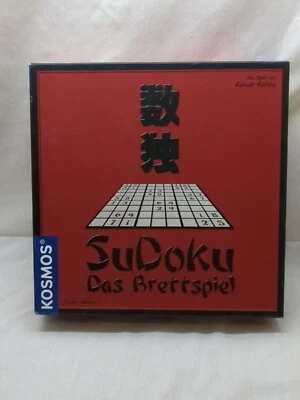 数
独
SuDoku
Das Brettspiel
KOSMOS®